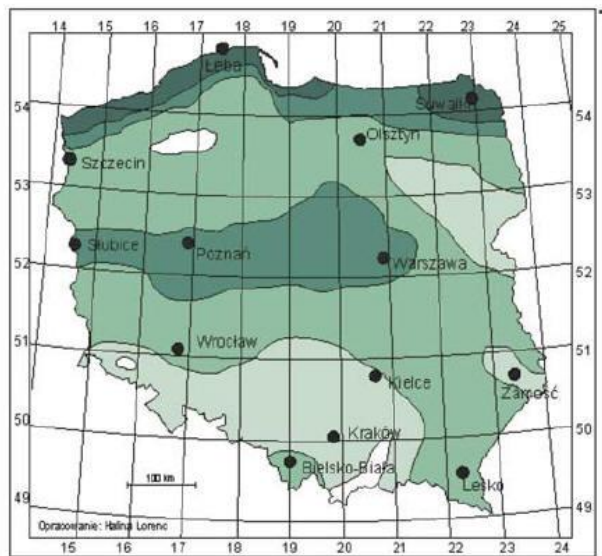 14 15 16 17 18 19 20 21 22 23 24 25
Łeba
54 54
Suwałki
Olsztyn
Szczecin
53 53
Słubice
Poznań
Warszawa
52 52
Wrocław
51 51
Kielce
Zamość
Kraków
50 50
Bielsko-Biała
Lesko
100 km
49 49
Opracowanie: Halina Lorenc
15 16 17 18 19 20 21 22 23 24